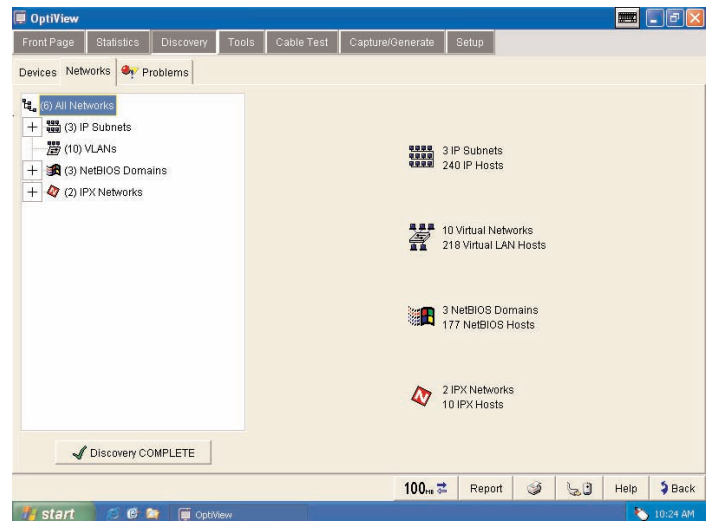 OptiView
Front Page Statistics Discovery Tools Cable Test Capture/Generate Setup
Devices Networks Problems
(6) All Networks
(3) IP Subnets
(10) VLANs
(3) NetBIOS Domains
(2) IPX Networks
3 IP Subnets
240 IP Hosts
10 Virtual Networks
218 Virtual LAN Hosts
3 NetBIOS Domains
177 NetBIOS Hosts
2 IPX Networks
10 IPX Hosts
Discovery COMPLETE
100 Report Help Back
start OptiView 10:24 AM